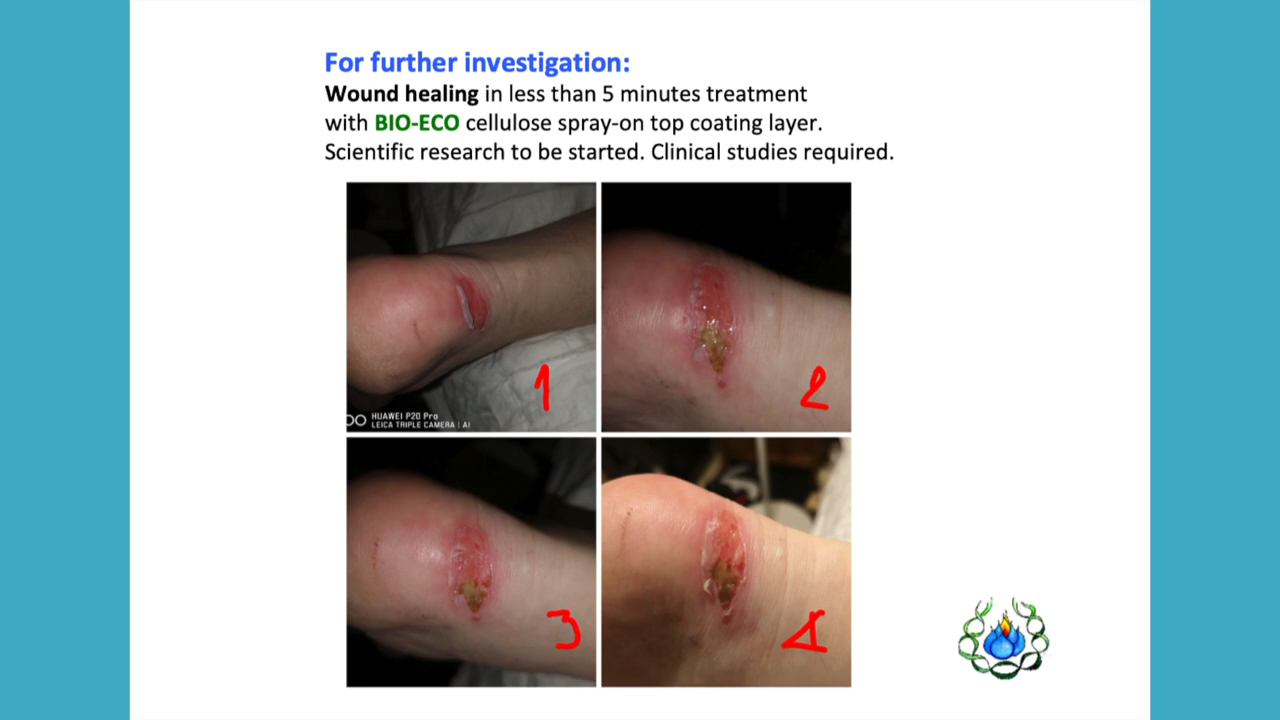 For further investigation:
Wound healing in less than 5 minutes treatment
with BIO-ECO cellulose spray-on top coating layer.
Scientific research to be started. Clinical studies required.
1
2
HUAWEI P20 Pro
LEICA TRIPLE CAMERA | AI
3
4